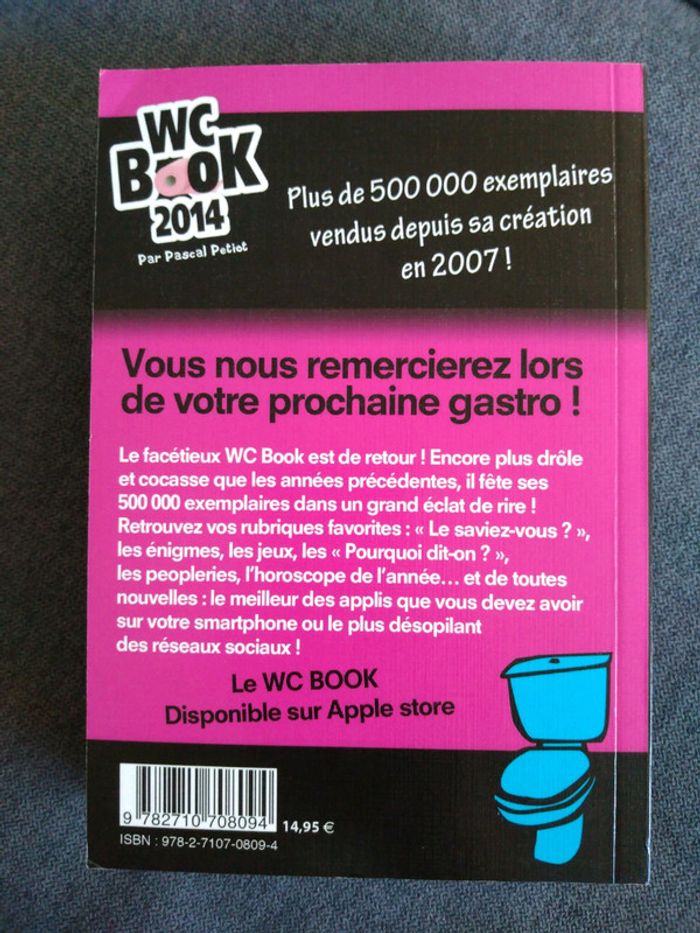 WC
BOOK
2014
Par Pascal Petiot
Plus de 500 000 exemplaires
vendus depuis sa création
en 2007 !
Vous nous remercierez lors
de votre prochaine gastro !
Le facétieux WC Book est de retour ! Encore plus drôle
et cocasse que les années précédentes, il fête ses
500 000 exemplaires dans un grand éclat de rire !
Retrouvez vos rubriques favorites : « Le saviez-vous ? »,
les énigmes, les jeux, les « Pourquoi dit-on ? »,
les peopleries, l'horoscope de l'année... et de toutes
nouvelles : le meilleur des applis que vous devez avoir
sur votre smartphone ou le plus désopilant
des réseaux sociaux !
Le WC BOOK
Disponible sur Apple store
9 782710 708094
14,95 €
ISBN : 978-2-7107-0809-4